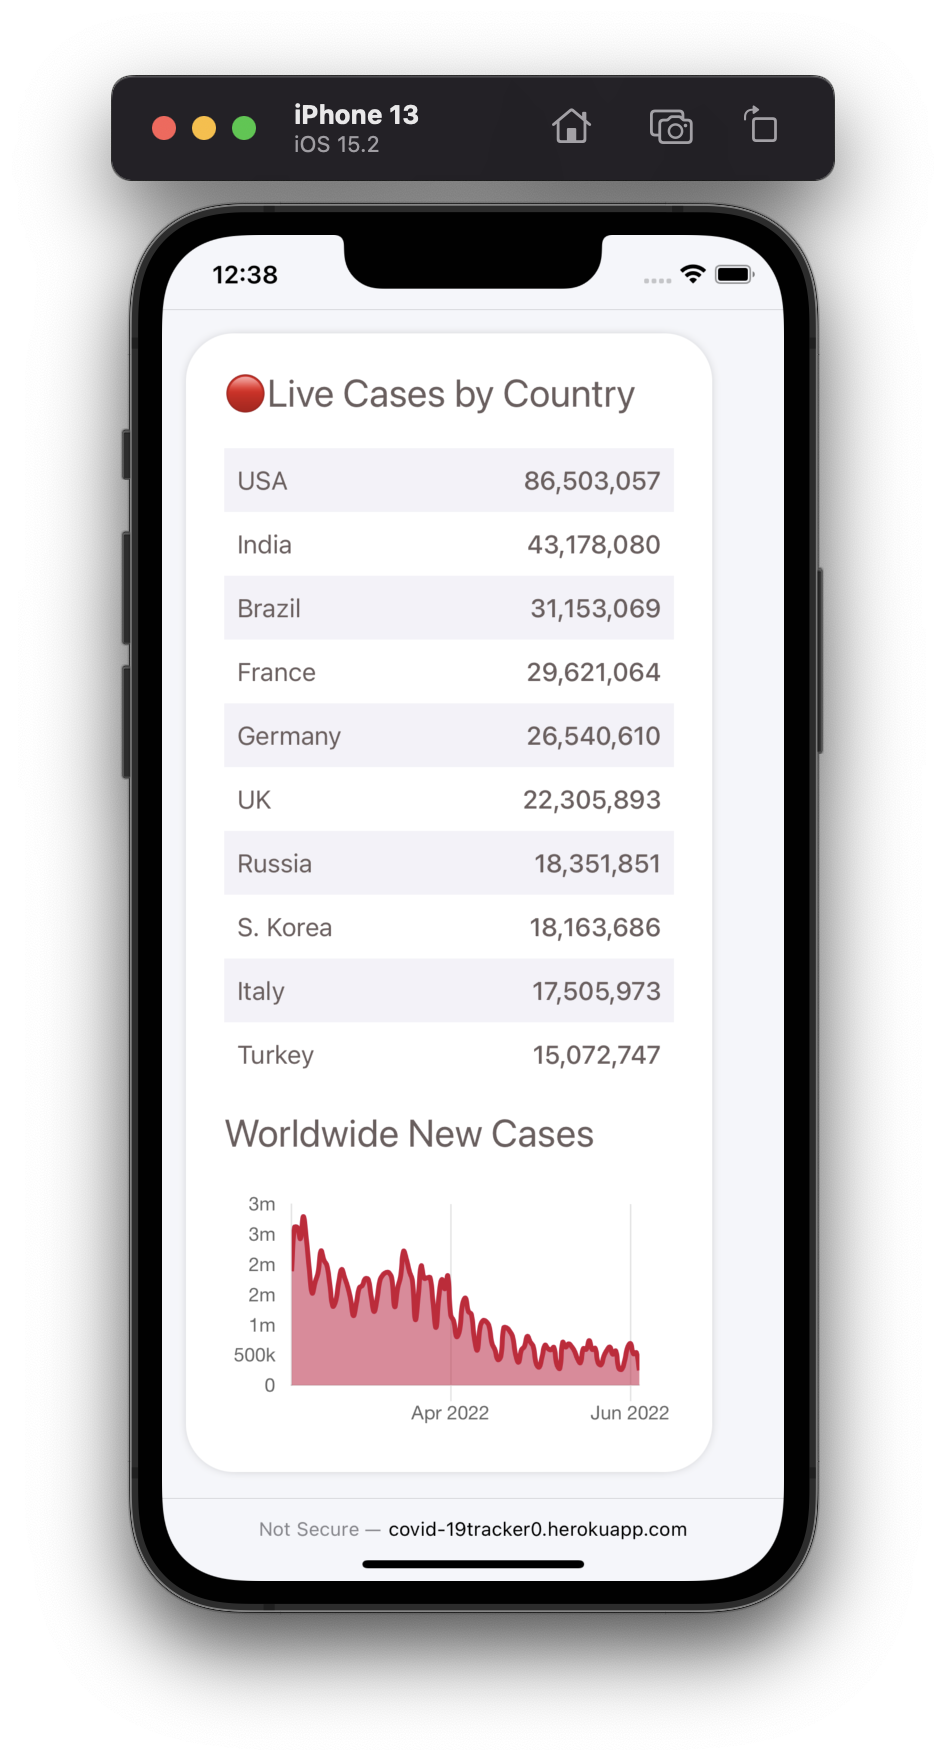 iPhone 13
iOS 15.2
12:38
Live Cases by Country
USA 86,503,057
India 43,178,080
Brazil 31,153,069
France 29,621,064
Germany 26,540,610
UK 22,305,893
Russia 18,351,851
S. Korea 18,163,686
Italy 17,505,973
Turkey 15,072,747
Worldwide New Cases
3m
3m
2m
2m
1m
500k
0
Apr 2022 Jun 2022
Not Secure — covid-19tracker0.herokuapp.com